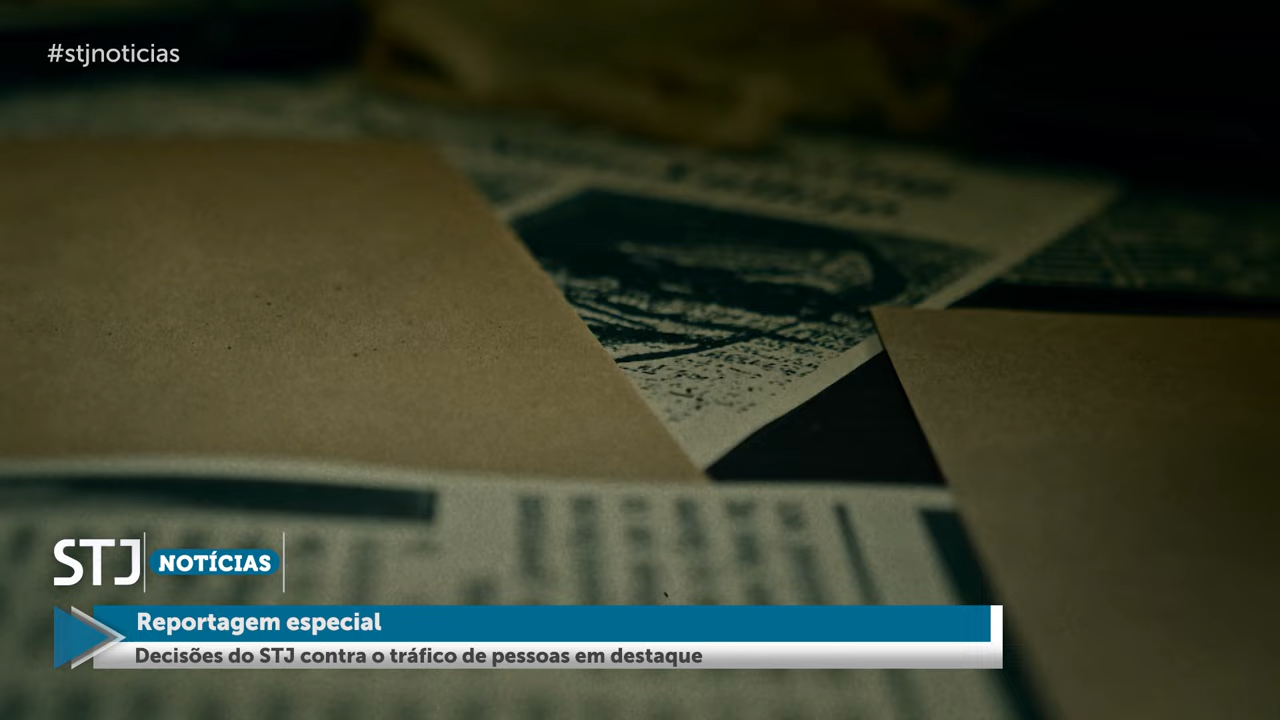 #stjnoticias
STJ NOTÍCIAS
Reportagem especial
Decisões do STJ contra o tráfico de pessoas em destaque